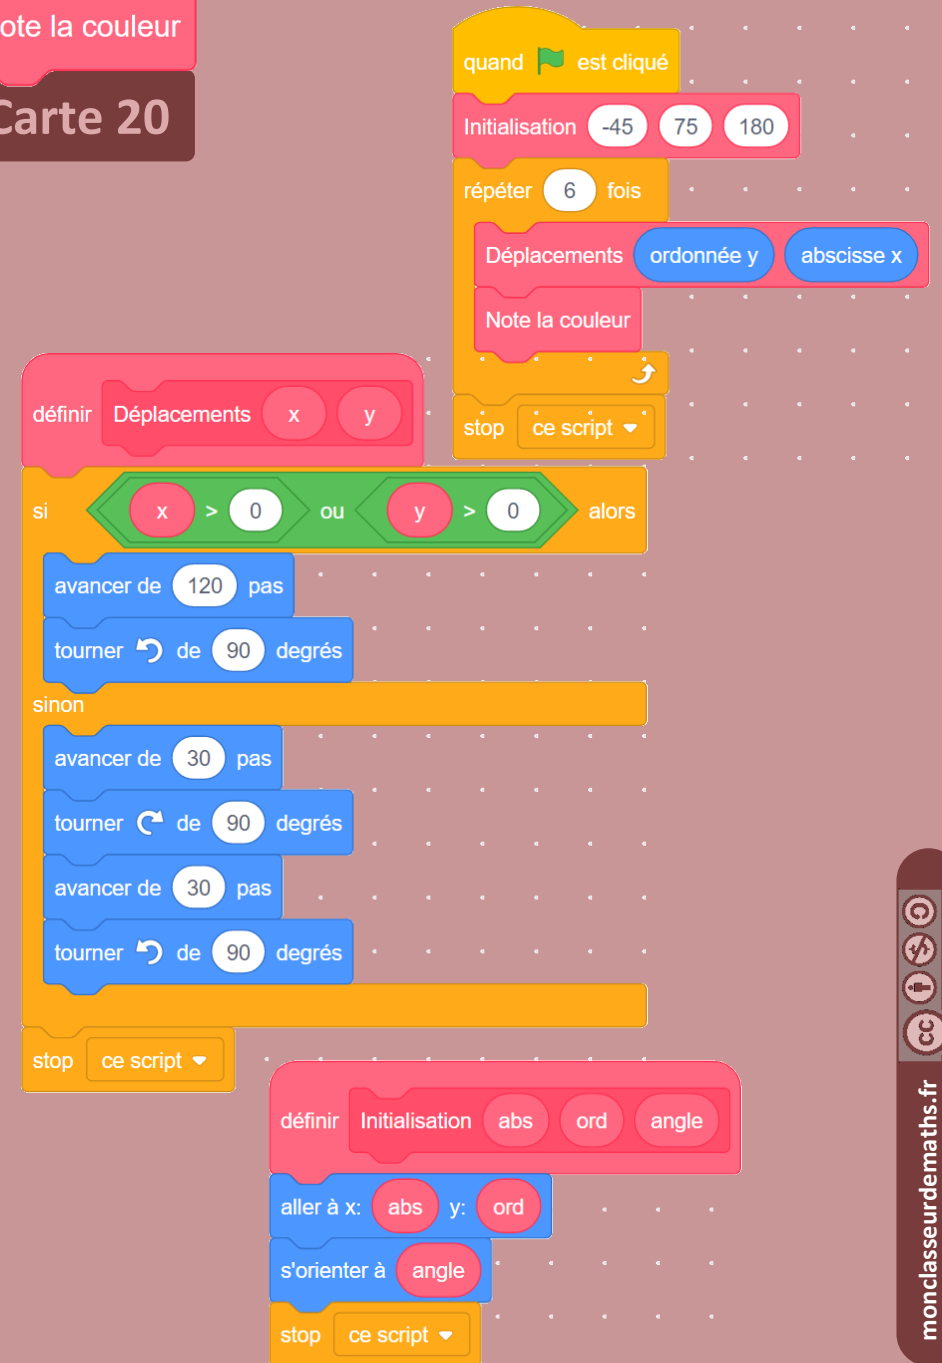 ote la couleur
Carte 20
quand est cliqué
Initialisation -45 75 180
répéter 6 fois
Déplacements ordonnée y abscisse x
Note la couleur
stop ce script
définir Déplacements x y
si x > 0 ou y > 0 alors
avancer de 120 pas
tourner de 90 degrés
sinon
avancer de 30 pas
tourner de 90 degrés
avancer de 30 pas
tourner de 90 degrés
stop ce script
définir Initialisation abs ord angle
aller à x: abs y: ord
s'orienter à angle
stop ce script
cc monclasseurdemaths.fr